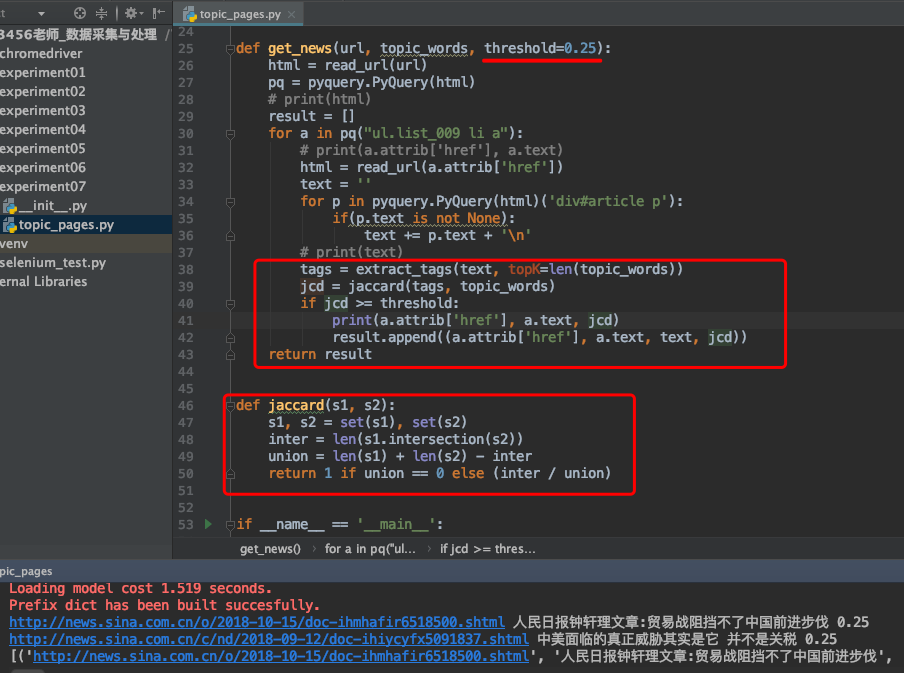 topic_pages.py
3456老师_数据采集与处理 /
chromedriver
experiment01
experiment02
experiment03
experiment04
experiment05
experiment06
experiment07
__init__.py
topic_pages.py
venv
selenium_test.py
ernal Libraries
24
25 def get_news(url, topic_words, threshold=0.25):
26 html = read_url(url)
27 pq = pyquery.PyQuery(html)
28 # print(html)
29 result = []
30 for a in pq("ul.list_009 li a"):
31 # print(a.attrib['href'], a.text)
32 html = read_url(a.attrib['href'])
33 text = ''
34 for p in pyquery.PyQuery(html)('div#article p'):
35 if(p.text is not None):
36 text += p.text + '\n'
37 # print(text)
38 tags = extract_tags(text, topK=len(topic_words))
39 jcd = jaccard(tags, topic_words)
40 if jcd >= threshold:
41 print(a.attrib['href'], a.text, jcd)
42 result.append((a.attrib['href'], a.text, text, jcd))
43 return result
44
45
46 def jaccard(s1, s2):
47 s1, s2 = set(s1), set(s2)
48 inter = len(s1.intersection(s2))
49 union = len(s1) + len(s2) - inter
50 return 1 if union == 0 else (inter / union)
51
52
53 if __name__ == '__main__':
get_news() › for a in pq("ul... › if jcd >= thres...
pic_pages
Loading model cost 1.519 seconds.
Prefix dict has been built succesfully.
http://news.sina.com.cn/o/2018-10-15/doc-ihmhafir6518500.shtml 人民日报钟轩理文章:贸易战阻挡不了中国前进步伐 0.25
http://news.sina.com.cn/c/nd/2018-09-12/doc-ihiycyfx5091837.shtml 中美面临的真正威胁其实是它 并不是关税 0.25
[('http://news.sina.com.cn/o/2018-10-15/doc-ihmhafir6518500.shtml', '人民日报钟轩理文章:贸易战阻挡不了中国前进步伐',